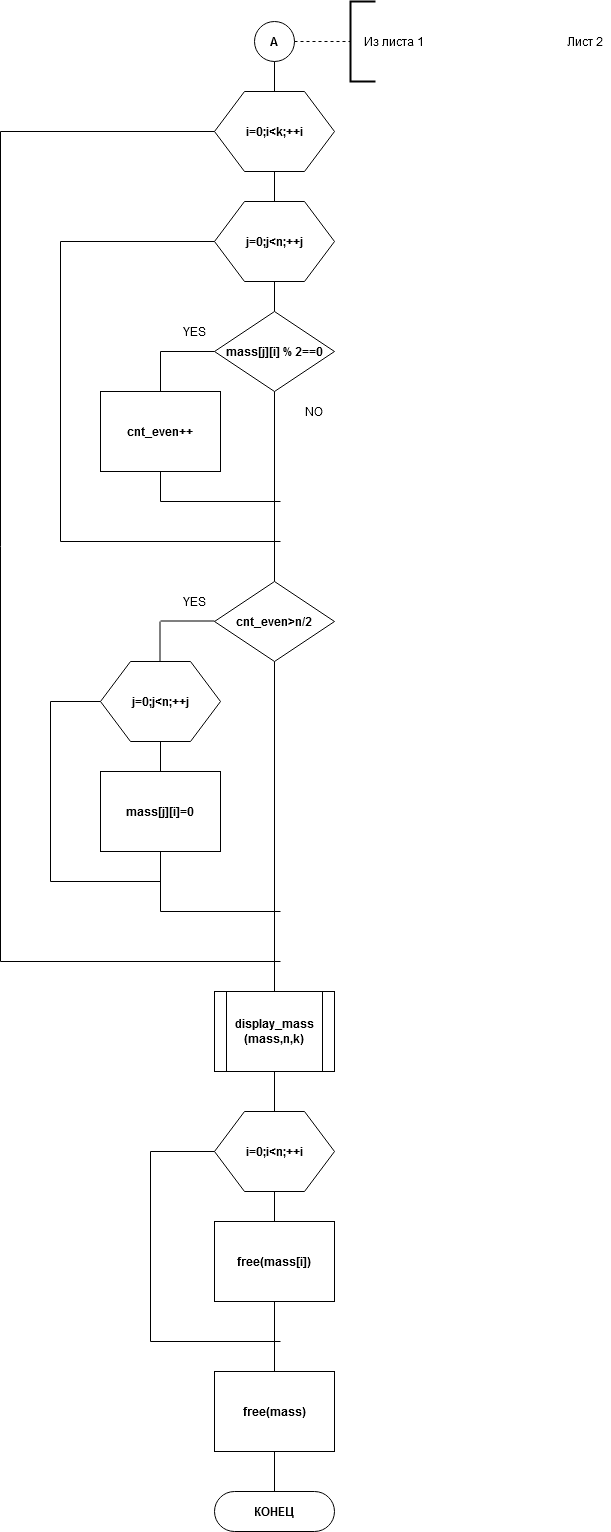 A
Из листа 1
Лист 2
i=0;i<k;++i
j=0;j<n;++j
YES
mass[j][i] % 2==0
NO
cnt_even++
YES
cnt_even>n/2
j=0;j<n;++j
mass[j][i]=0
display_mass
(mass,n,k)
i=0;i<n;++i
free(mass[i])
free(mass)
КОНЕЦ